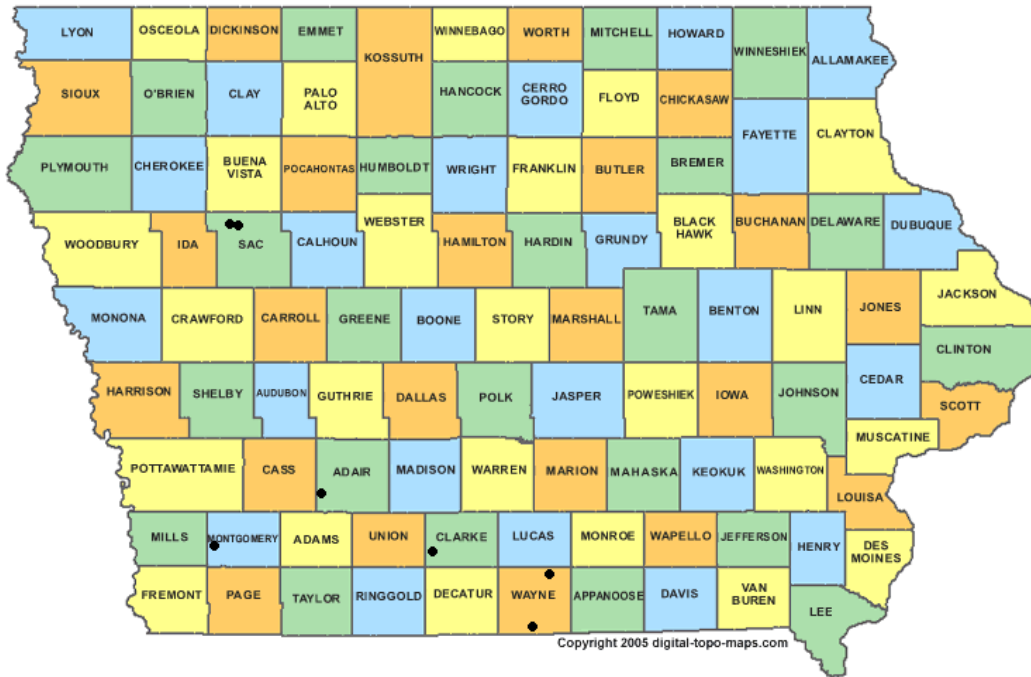 LYON
OSCEOLA
DICKINSON
EMMET
KOSSUTH
WINNEBAGO
WORTH
MITCHELL
HOWARD
WINNESHIEK
ALLAMAKEE
SIOUX
O'BRIEN
CLAY
PALO
ALTO
HANCOCK
CERRO
GORDO
FLOYD
CHICKASAW
FAYETTE
CLAYTON
PLYMOUTH
CHEROKEE
BUENA
VISTA
POCAHONTAS
HUMBOLDT
WRIGHT
FRANKLIN
BUTLER
BREMER
WOODBURY
IDA
SAC
CALHOUN
WEBSTER
HAMILTON
HARDIN
GRUNDY
BLACK
HAWK
BUCHANAN
DELAWARE
DUBUQUE
MONONA
CRAWFORD
CARROLL
GREENE
BOONE
STORY
MARSHALL
TAMA
BENTON
LINN
JONES
JACKSON
CLINTON
HARRISON
SHELBY
AUDUBON
GUTHRIE
DALLAS
POLK
JASPER
POWESHIEK
IOWA
JOHNSON
CEDAR
SCOTT
MUSCATINE
POTTAWATTAMIE
CASS
ADAIR
MADISON
WARREN
MARION
MAHASKA
KEOKUK
WASHINGTON
LOUISA
MILLS
MONTGOMERY
ADAMS
UNION
CLARKE
LUCAS
MONROE
WAPELLO
JEFFERSON
HENRY
DES
MOINES
FREMONT
PAGE
TAYLOR
RINGGOLD
DECATUR
WAYNE
APPANOOSE
DAVIS
VAN
BUREN
LEE
Copyright 2005 digital-topo-maps.com